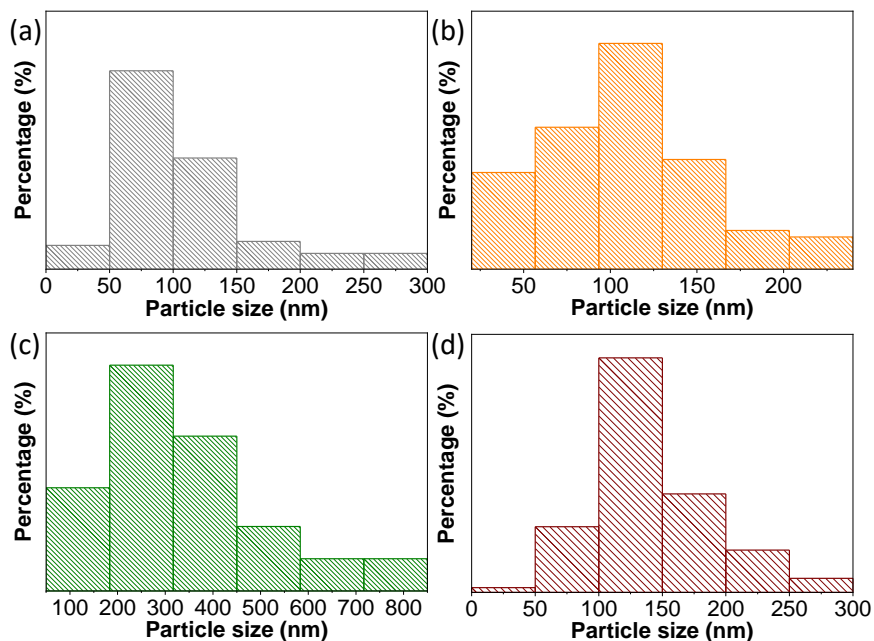 (a)
Percentage (%)
0 50 100 150 200 250 300
Particle size (nm)
(b)
Percentage (%)
50 100 150 200
Particle size (nm)
(c)
Percentage (%)
100 200 300 400 500 600 700 800
Particle size (nm)
(d)
Percentage (%)
0 50 100 150 200 250 300
Particle size (nm)